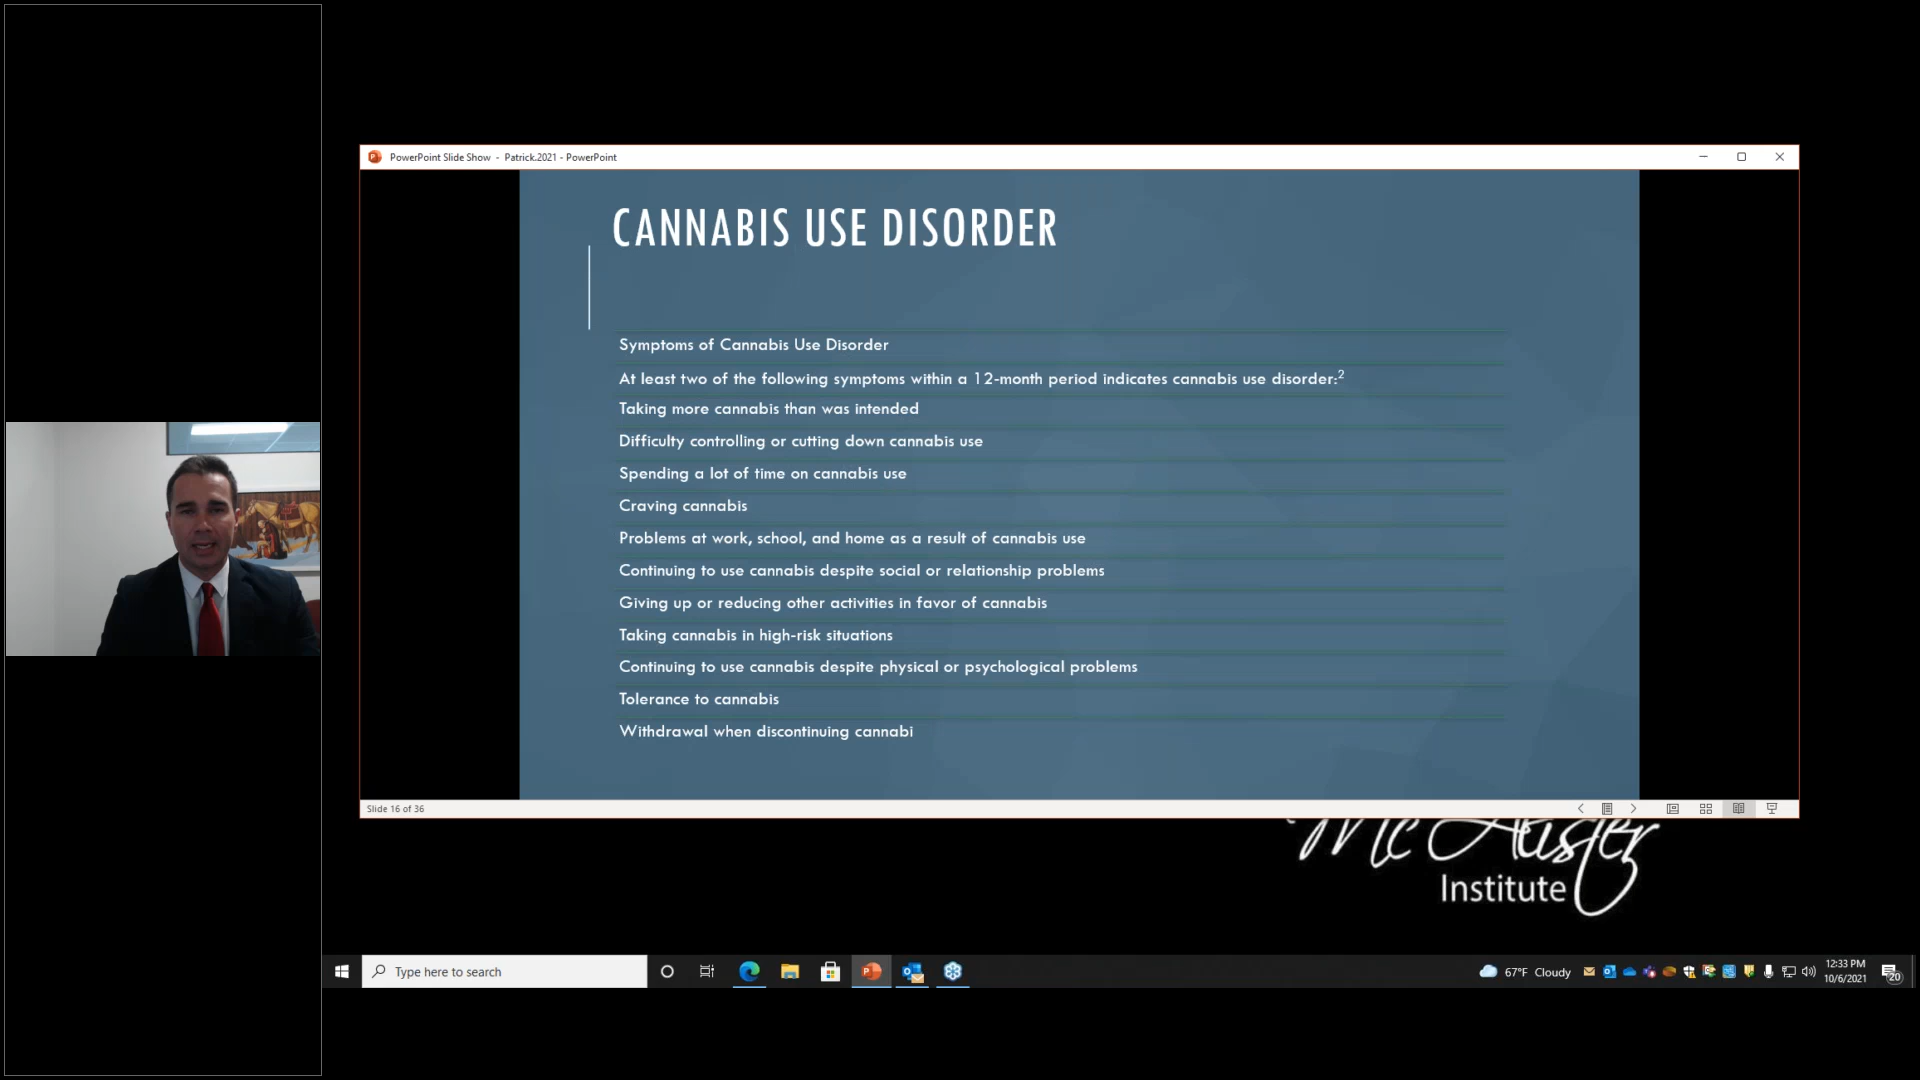 PowerPoint Slide Show - Patrick.2021 - PowerPoint
CANNABIS USE DISORDER
Symptoms of Cannabis Use Disorder
At least two of the following symptoms within a 12-month period indicates cannabis use disorder:2
Taking more cannabis than was intended
Difficulty controlling or cutting down cannabis use
Spending a lot of time on cannabis use
Craving cannabis
Problems at work, school, and home as a result of cannabis use
Continuing to use cannabis despite social or relationship problems
Giving up or reducing other activities in favor of cannabis
Taking cannabis in high-risk situations
Continuing to use cannabis despite physical or psychological problems
Tolerance to cannabis
Withdrawal when discontinuing cannabi
Slide 16 of 36
McAlister
Institute
Type here to search
67°F Cloudy
12:33 PM
10/6/2021
20